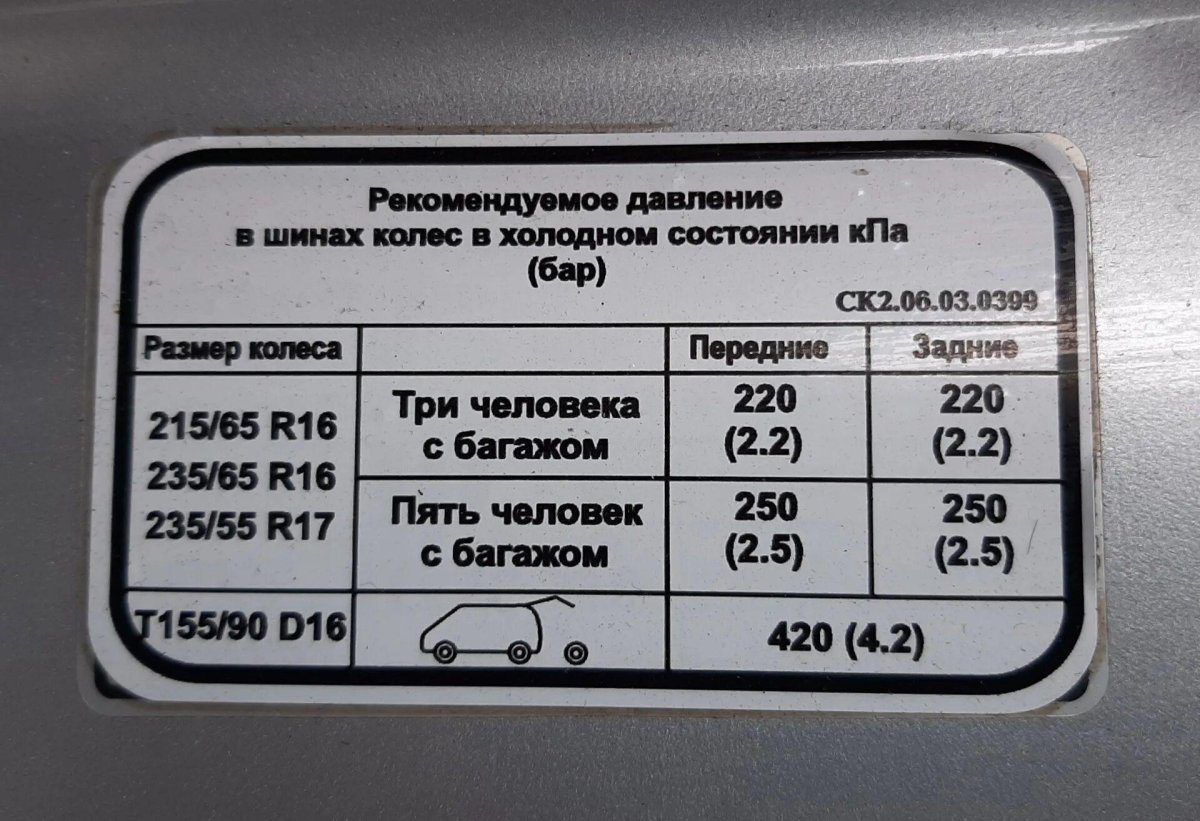 Рекомендуемое давление
в шинах колес в холодном состоянии кПа
(бар)
СК2.06.03.0399
Размер колеса Передние Задние
215/65 R16
235/65 R16
235/55 R17
Три человека
с багажом
220
(2.2)
220
(2.2)
Пять человек
с багажом
250
(2.5)
250
(2.5)
T155/90 D16 420 (4.2)